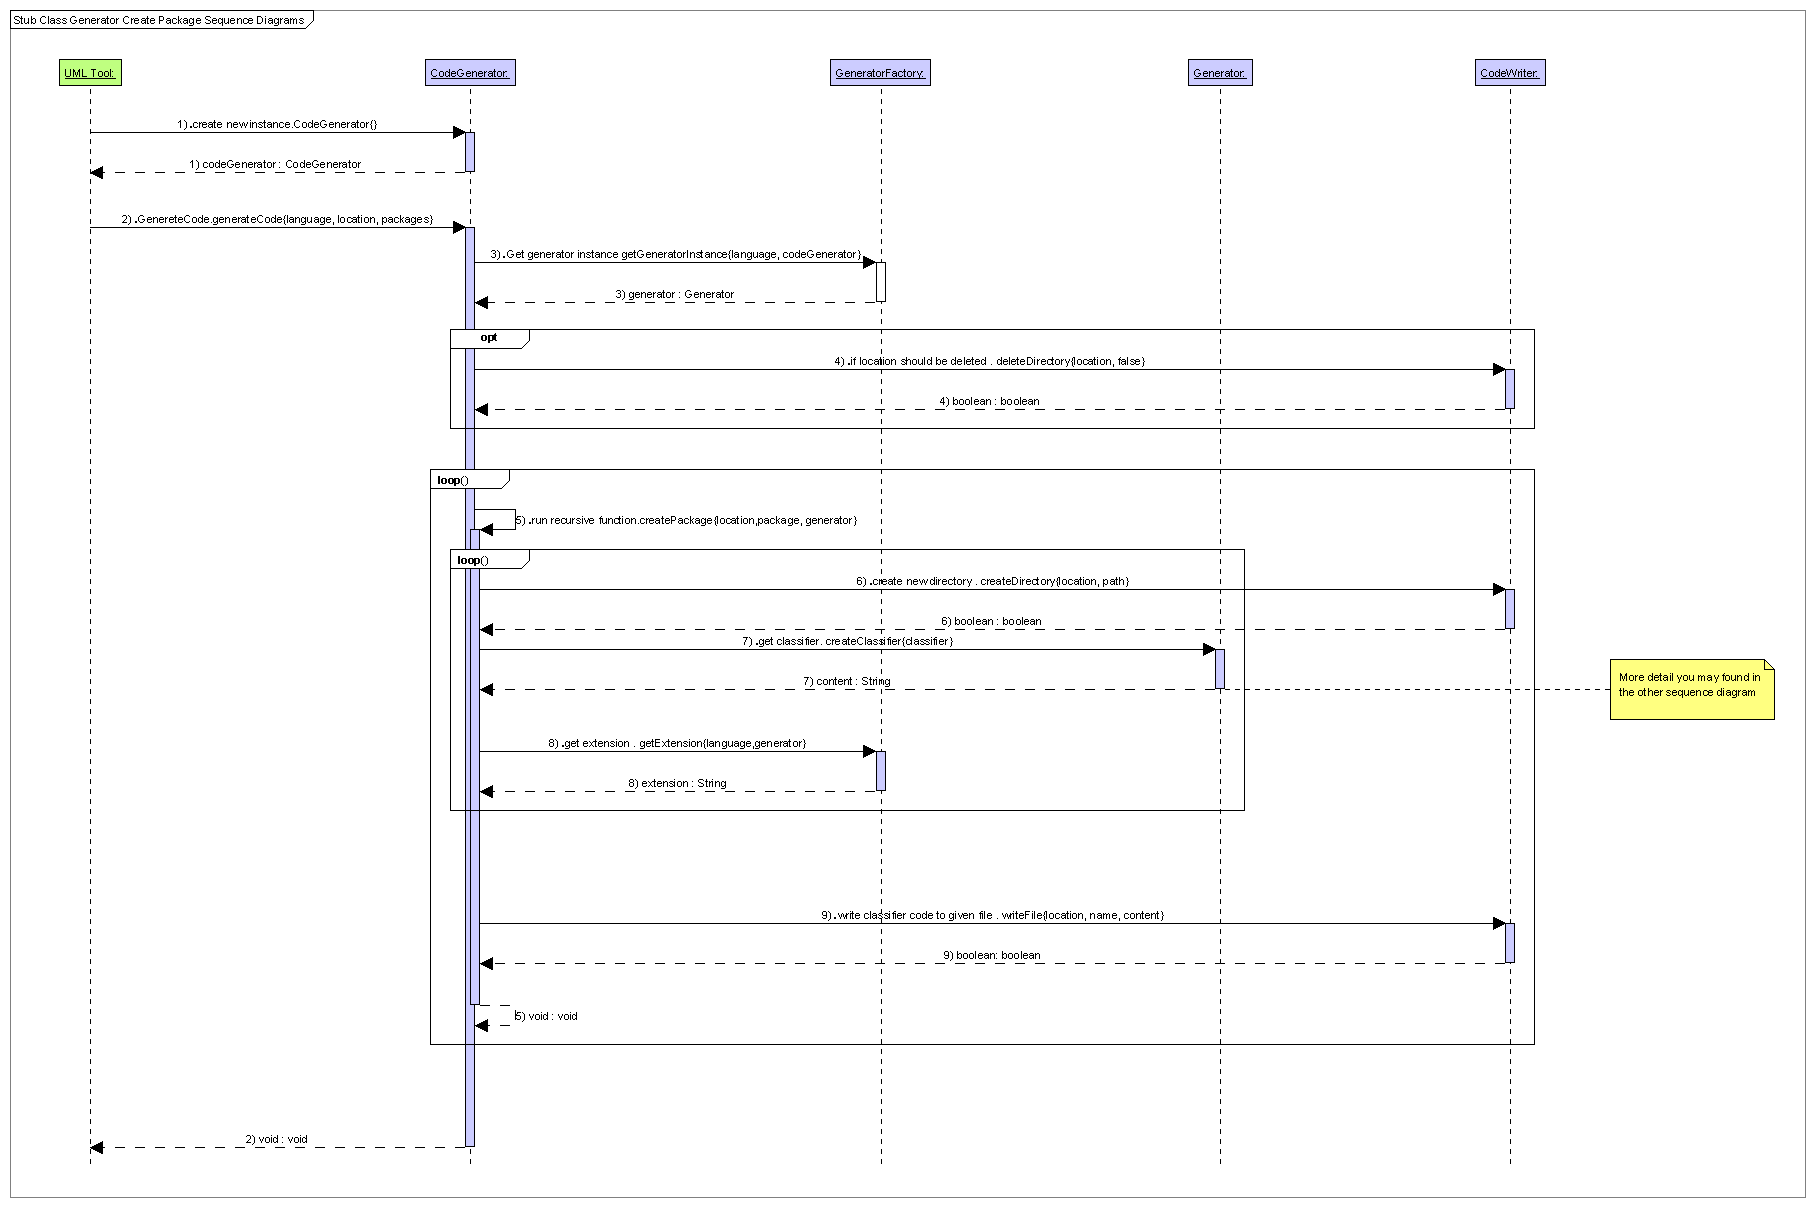 Stub Class Generator Create Package Sequence Diagrams
UML Tool:
CodeGenerator:
GeneratorFactory:
Generator:
CodeWriter:
1) .create new instance.CodeGenerator{}
1) codeGenerator : CodeGenerator
2) .GenereteCode.generateCode{language, location, packages}
3) .Get generator instance getGeneratorInstance{language, codeGenerator}
3) generator : Generator
opt
4) .if location should be deleted . deleteDirectory{location, false}
4) boolean : boolean
loop()
5) .run recursive function.createPackage{location,package, generator}
loop()
6) .create new directory . createDirectory{location, path}
6) boolean : boolean
7) .get classifier. createClassifier{classifier}
7) content : String
More detail you may found in
the other sequence diagram
8) .get extension . getExtension{language,generator}
8) extension : String
9) .write classifier code to given file . writeFile{location, name, content}
9) boolean: boolean
5) void : void
2) void : void